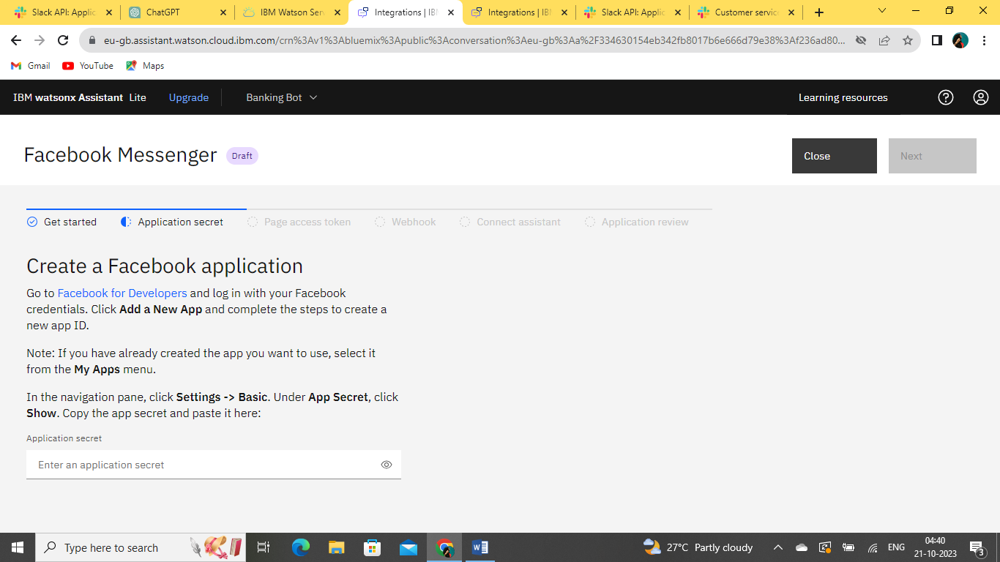 Slack API: Applic
ChatGPT
IBM Watson Serv
Integrations | IBM
Integrations | IBM
Slack API: Applic
Customer service
eu-gb.assistant.watson.cloud.ibm.com/crn%3Av1%3Abluemix%3Apublic%3Aconversation%3Aeu-gb%3Aa%2F334630154eb342fb8017b6e666d79e38%3Af236ad80...
Gmail
YouTube
Maps
IBM watsonx Assistant Lite
Upgrade
Banking Bot
Learning resources
Facebook Messenger
Draft
Close
Next
Get started
Application secret
Page access token
Webhook
Connect assistant
Application review
Create a Facebook application
Go to Facebook for Developers and log in with your Facebook
credentials. Click Add a New App and complete the steps to create a
new app ID.
Note: If you have already created the app you want to use, select it
from the My Apps menu.
In the navigation pane, click Settings -> Basic. Under App Secret, click
Show. Copy the app secret and paste it here:
Application secret
Enter an application secret
Type here to search
27°C Partly cloudy
ENG
04:40
21-10-2023
3